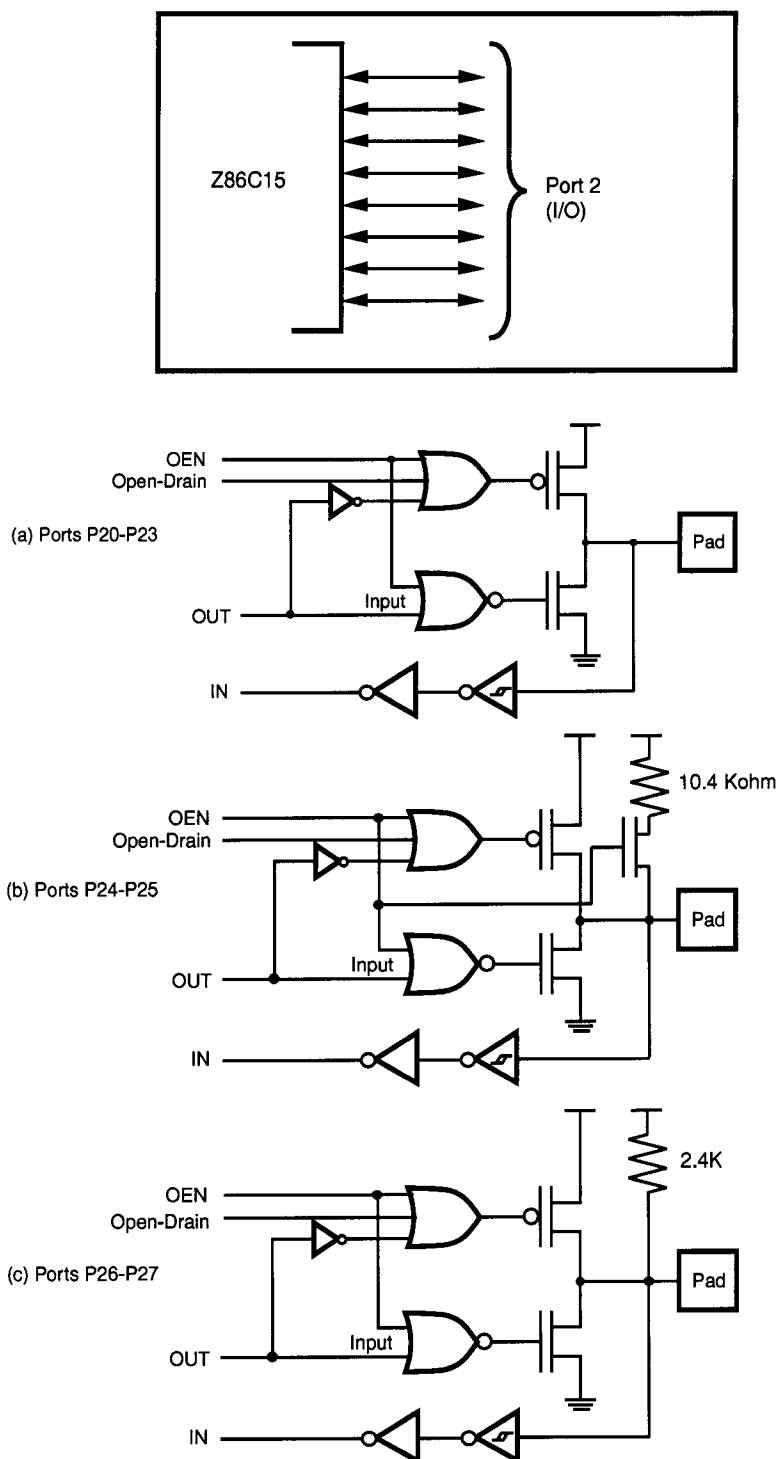 Z86C15
Port 2
(I/O)
OEN
Open-Drain
(a) Ports P20-P23
Pad
Input
OUT
IN
10.4 Kohm
OEN
Open-Drain
(b) Ports P24-P25
Pad
Input
OUT
IN
2.4K
OEN
Open-Drain
(c) Ports P26-P27
Pad
Input
OUT
IN